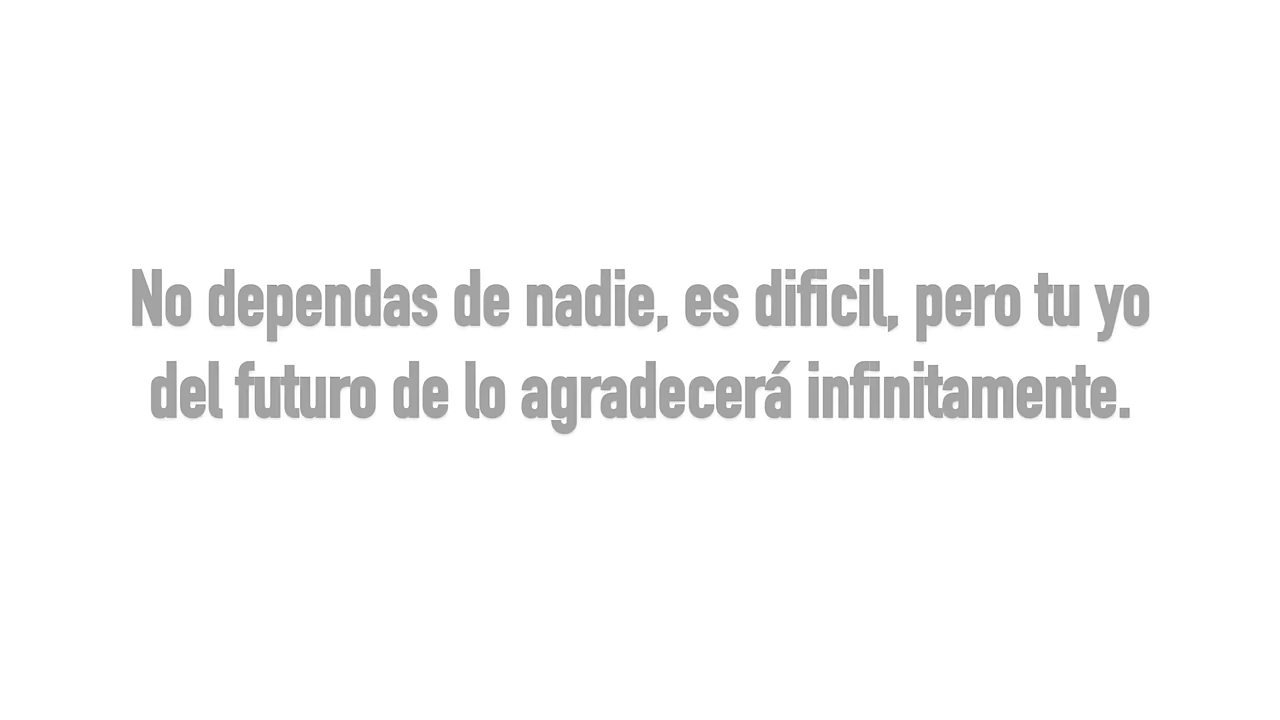 No dependas de nadie, es dificil, pero tu yo
del futuro de lo agradecerá infinitamente.